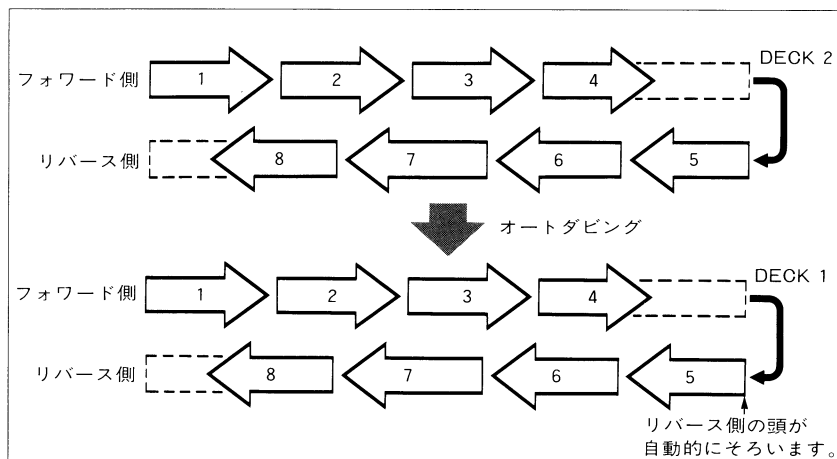 DECK 2
フォワード側 1 2 3 4
リバース側 8 7 6 5
オートダビング
DECK 1
フォワード側 1 2 3 4
リバース側 8 7 6 5
リバース側の頭が
自動的にそろいます。